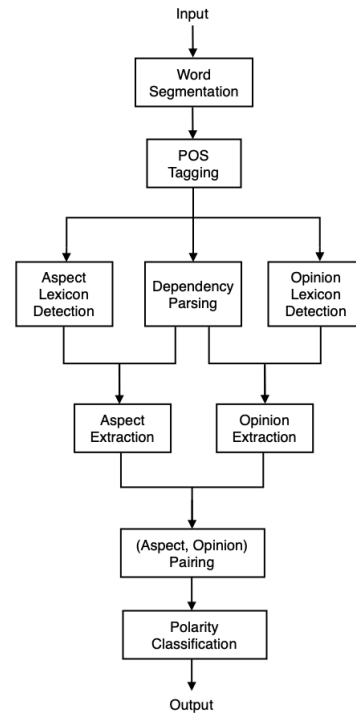 Input
Word
Segmentation
POS
Tagging
Aspect
Lexicon
Detection
Dependency
Parsing
Opinion
Lexicon
Detection
Aspect
Extraction
Opinion
Extraction
(Aspect, Opinion)
Pairing
Polarity
Classification
Output